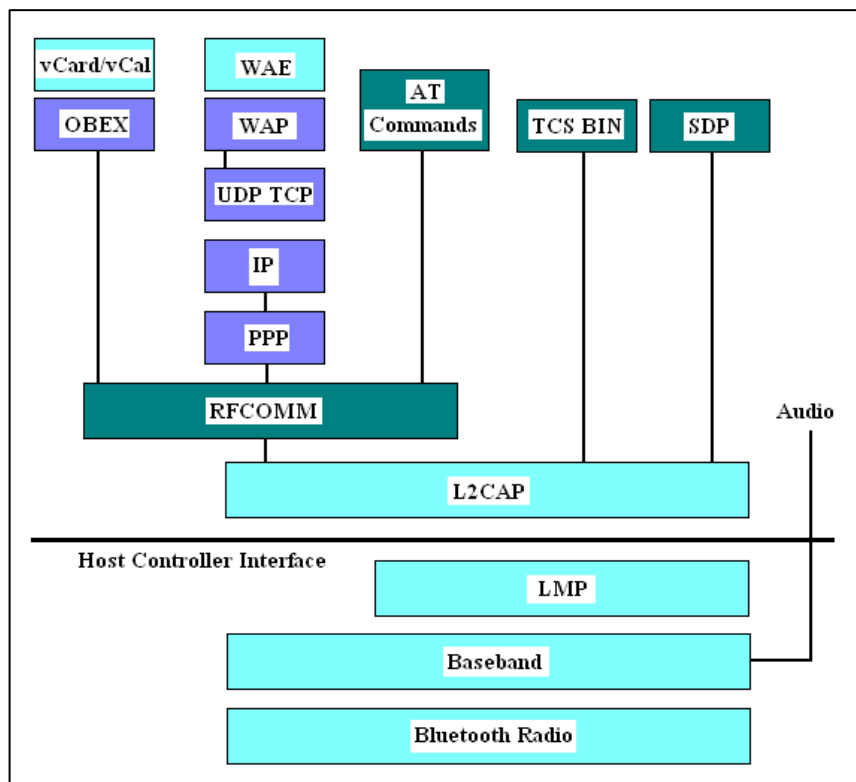 vCard/vCal
WAE
AT
Commands
OBEX
WAP
TCS BIN
SDP
UDP TCP
IP
PPP
RFCOMM
Audio
L2CAP
Host Controller Interface
LMP
Baseband
Bluetooth Radio